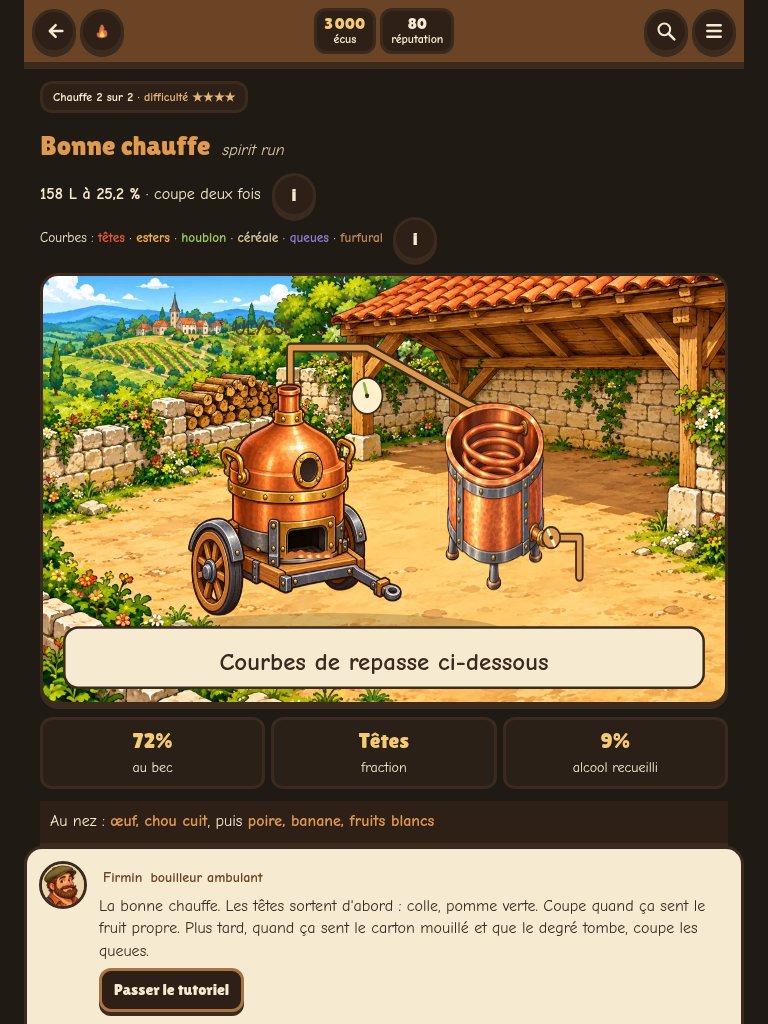 3 000
écus
80
réputation
Chauffe 2 sur 2 · difficulté ★★★★
Bonne chauffe spirit run
158 L à 25,2 % · coupe deux fois
i
Courbes : têtes · esters · houblon · céréale · queues · furfural
i
Courbes de repasse ci-dessous
72%
au bec
Têtes
fraction
9%
alcool recueilli
Au nez : œuf, chou cuit, puis poire, banane, fruits blancs
Firmin bouilleur ambulant
La bonne chauffe. Les têtes sortent d'abord : colle, pomme verte. Coupe quand ça sent le
fruit propre. Plus tard, quand ça sent le carton mouillé et que le degré tombe, coupe les
queues.
Passer le tutoriel